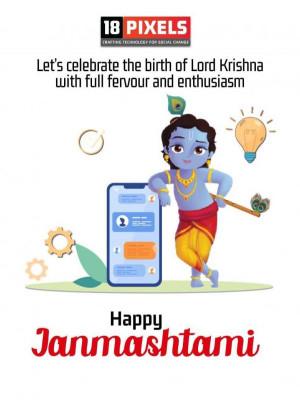 18 PIXELS
CRAFTING TECHNOLOGY FOR SOCIAL CHANGE
Let's celebrate the birth of Lord Krishna
with full fervour and enthusiasm
Happy
Janmashtami